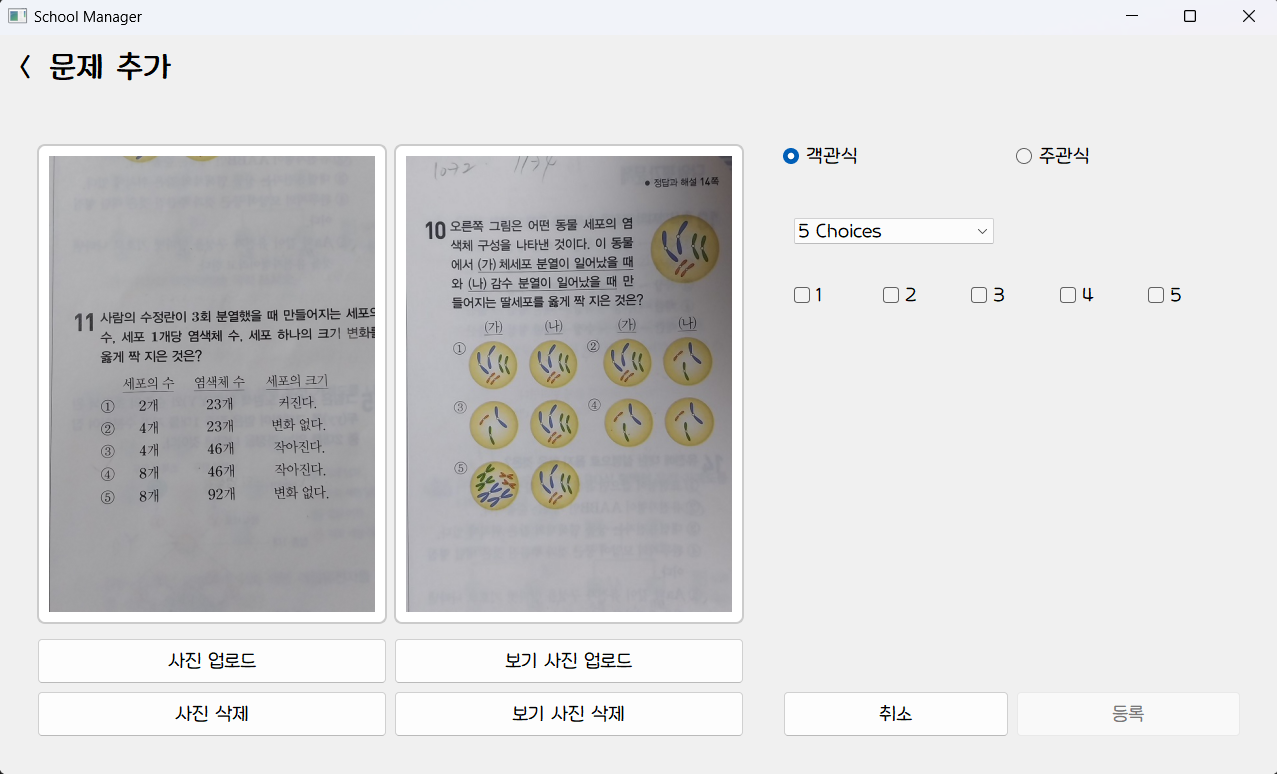 School Manager
문제 추가
11 사람의 수정란이 3회 분열했을 때 만들어지는 세포의
수, 세포 1개당 염색체 수, 세포 하나의 크기 변화를
옳게 짝 지은 것은?
세포의 수 염색체 수 세포의 크기
① 2개 23개 커진다.
② 4개 23개 변화 없다.
③ 4개 46개 작아진다.
④ 8개 46개 작아진다.
⑤ 8개 92개 변화 없다.
10→2 11→4
• 정답과 해설 14쪽
10 오른쪽 그림은 어떤 동물 세포의 염
색체 구성을 나타낸 것이다. 이 동물
에서 (가) 체세포 분열이 일어났을 때
와 (나) 감수 분열이 일어났을 때 만
들어지는 딸세포를 옳게 짝 지은 것은?
(가) (나) (가) (나)
① ②
③ ④
⑤
객관식 주관식
5 Choices
1 2 3 4 5
사진 업로드 보기 사진 업로드
사진 삭제 보기 사진 삭제 취소 등록